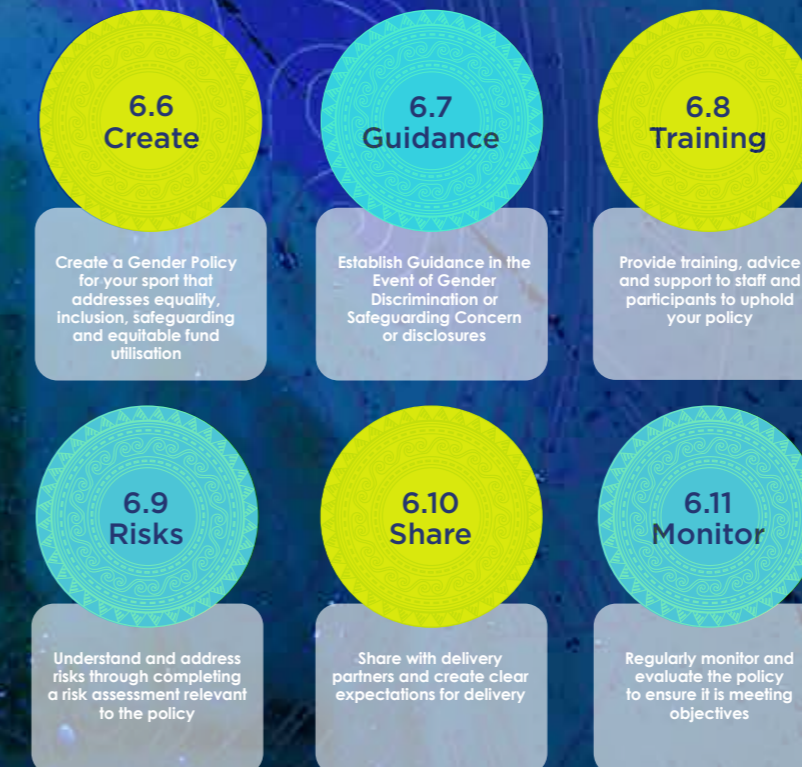 6.6
Create
Create a Gender Policy
for your sport that
addresses equality,
inclusion, safeguarding
and equitable fund
utilisation
6.7
Guidance
Establish Guidance in the
Event of Gender
Discrimination or
Safeguarding Concern
or disclosures
6.8
Training
Provide training, advice
and support to staff and
participants to uphold
your policy
6.9
Risks
Understand and address
risks through completing
a risk assessment relevant
to the policy
6.10
Share
Share with delivery
partners and create clear
expectations for delivery
6.11
Monitor
Regularly monitor and
evaluate the policy
to ensure it is meeting
objectives